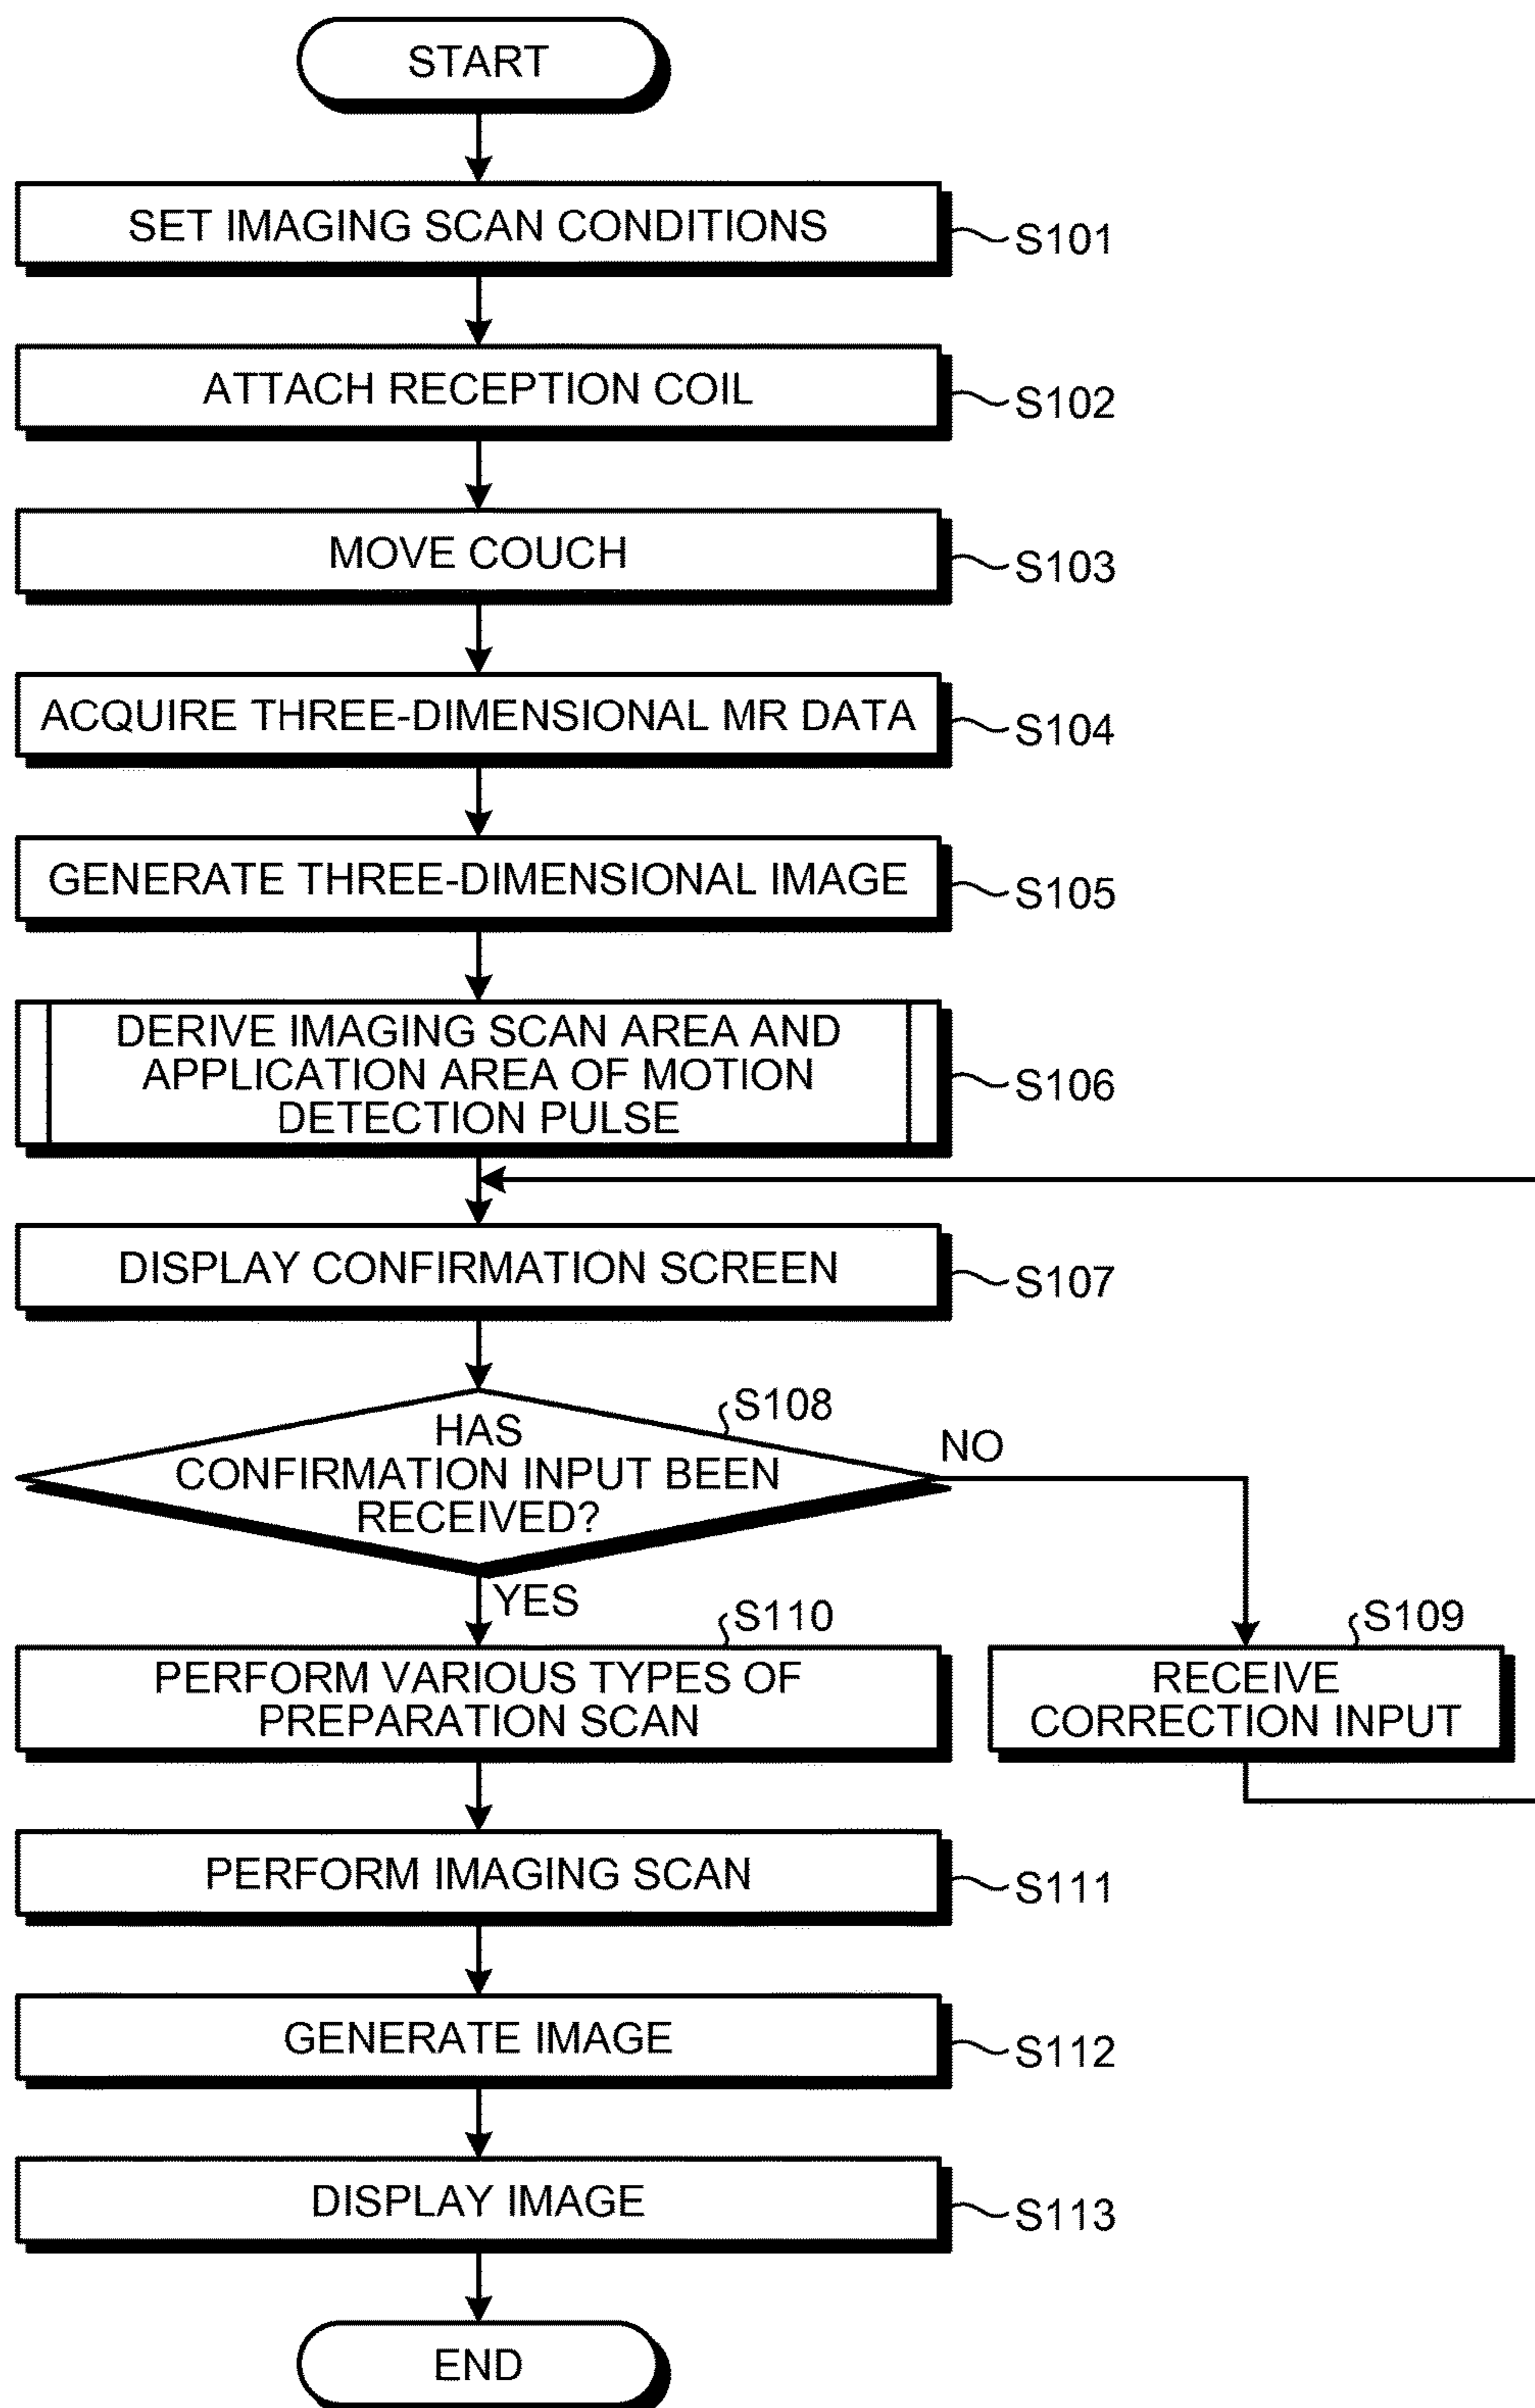 START
SET IMAGING SCAN CONDITIONS
S101
ATTACH RECEPTION COIL
S102
MOVE COUCH
S103
ACQUIRE THREE-DIMENSIONAL MR DATA
S104
GENERATE THREE-DIMENSIONAL IMAGE
S105
DERIVE IMAGING SCAN AREA AND
APPLICATION AREA OF MOTION
DETECTION PULSE
S106
DISPLAY CONFIRMATION SCREEN
S107
S108
HAS
CONFIRMATION INPUT BEEN
RECEIVED?
NO
YES
S110
PERFORM VARIOUS TYPES OF
PREPARATION SCAN
S109
RECEIVE
CORRECTION INPUT
PERFORM IMAGING SCAN
S111
GENERATE IMAGE
S112
DISPLAY IMAGE
S113
END